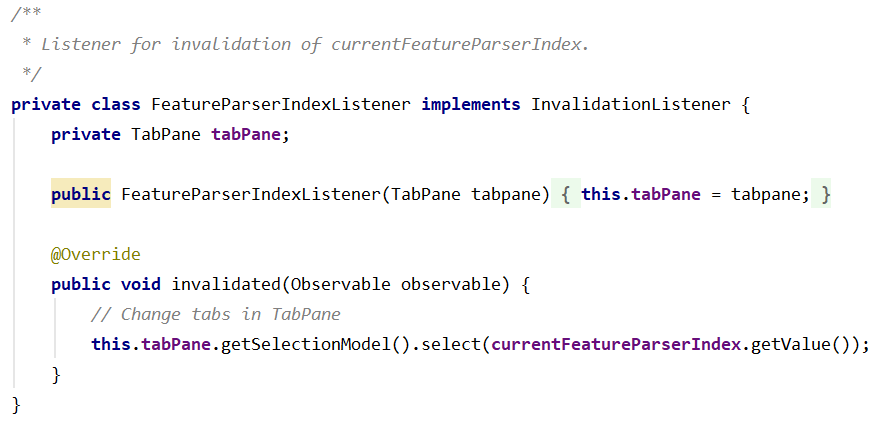 /**
 * Listener for invalidation of currentFeatureParserIndex.
 */
private class FeatureParserIndexListener implements InvalidationListener {
    private TabPane tabPane;

    public FeatureParserIndexListener(TabPane tabpane) { this.tabPane = tabpane; }

    @Override
    public void invalidated(Observable observable) {
        // Change tabs in TabPane
        this.tabPane.getSelectionModel().select(currentFeatureParserIndex.getValue());
    }
}